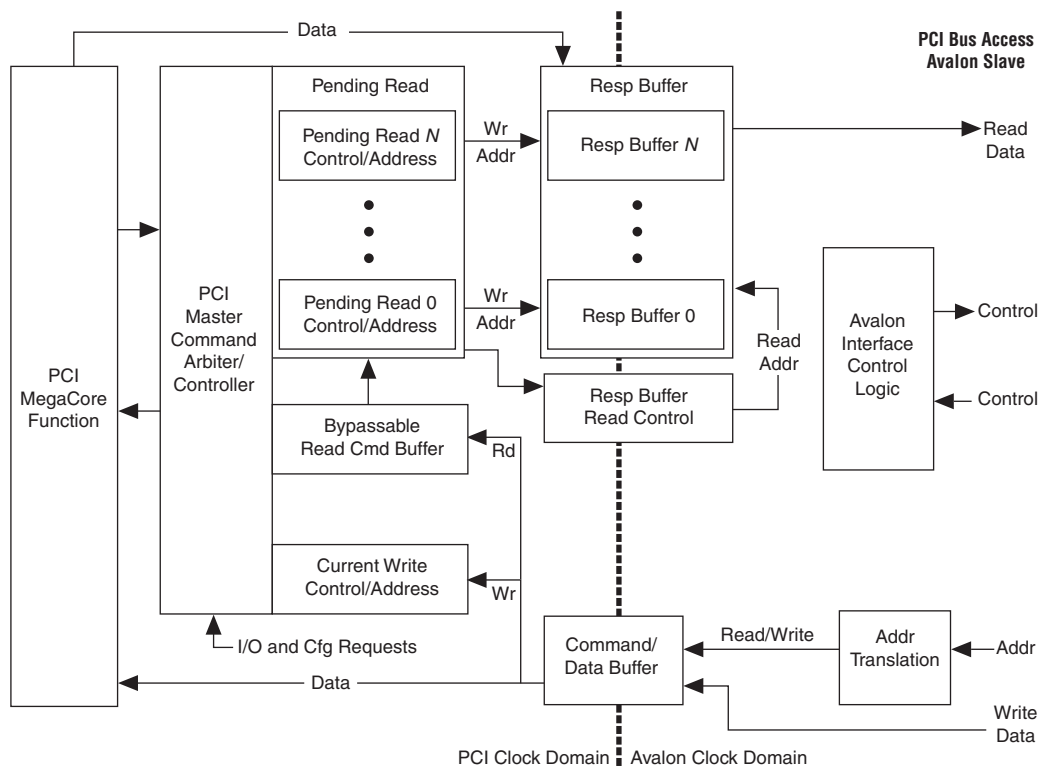 Data
PCI Bus Access
Avalon Slave
Pending Read
Resp Buffer
Pending Read N
Control/Address
Wr
Addr
Resp Buffer N
Read
Data
PCI
Master
Command
Arbiter/
Controller
Pending Read 0
Control/Address
Wr
Addr
Resp Buffer 0
Read
Addr
Avalon
Interface
Control
Logic
Control
Control
PCI
MegaCore
Function
Bypassable
Read Cmd Buffer
Rd
Resp Buffer
Read Control
Current Write
Control/Address
Wr
I/O and Cfg Requests
Data
Command/
Data Buffer
Read/Write
Addr
Translation
Addr
Write
Data
PCI Clock Domain
Avalon Clock Domain